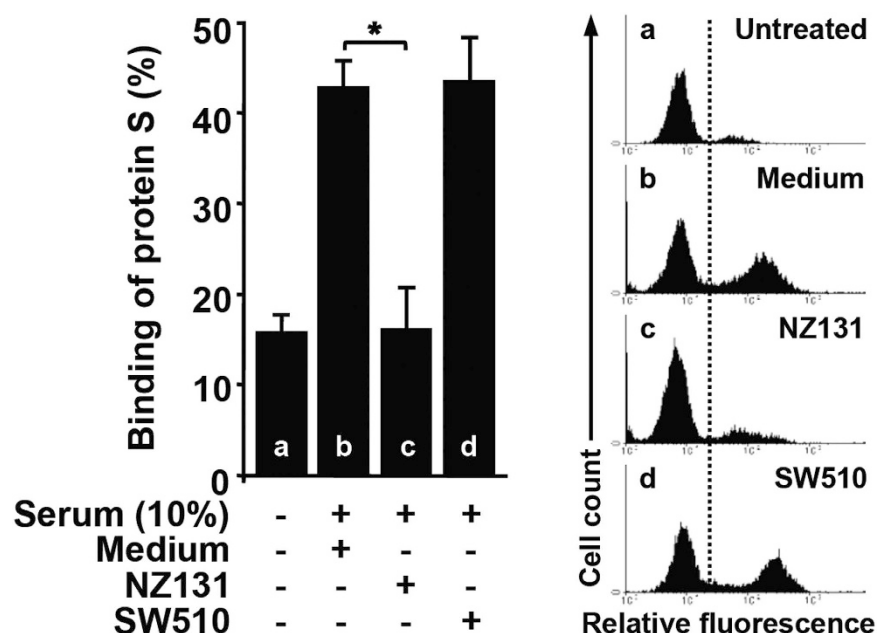 Binding of protein S (%)
50
40
30
20
10
0
*
a b c d
Serum (10%) - + + +
Medium - + - -
NZ131 - - + -
SW510 - - - +
Cell count
a Untreated
b Medium
c NZ131
d SW510
Relative fluorescence